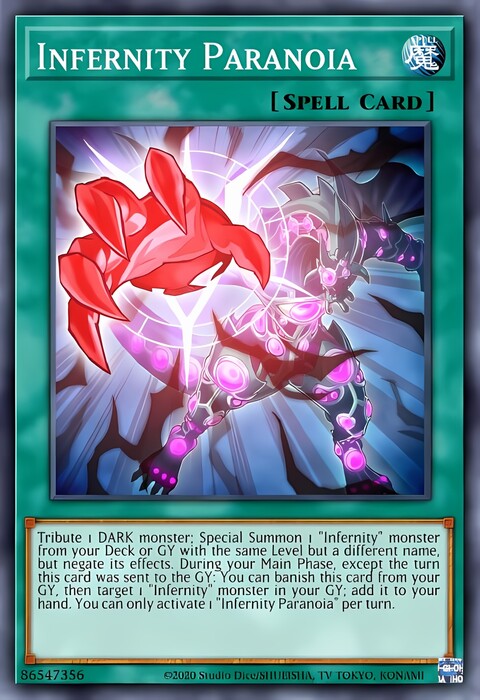 INFERNITY PARANOIA
魔
[SPELL CARD]
Tribute 1 DARK monster; Special Summon 1 "Infernity" monster
from your Deck or GY with the same Level but a different name,
but negate its effects. During your Main Phase, except the turn
this card was sent to the GY: You can banish this card from your
GY, then target 1 "Infernity" monster in your GY; add it to your
hand. You can only activate 1 "Infernity Paranoia" per turn.
86547356
©2020 Studio Dice/SHUEISHA, TV TOKYO, KONAMI